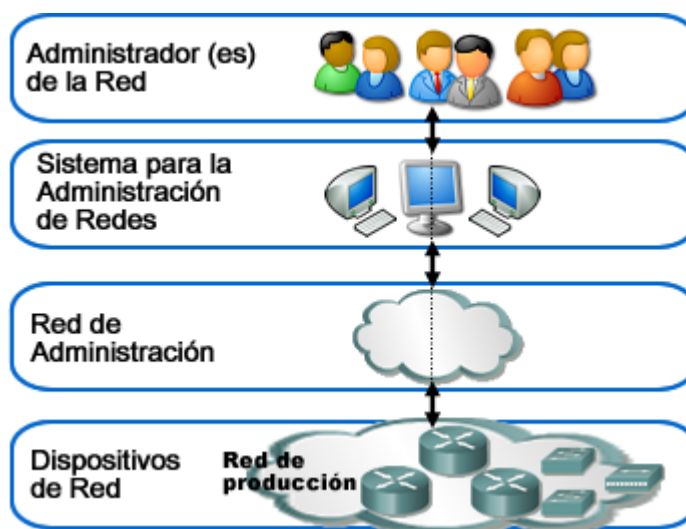 Administrador (es)
de la Red
Sistema para la
Administración
de Redes
Red de
Administración
Dispositivos
de Red
Red de
producción